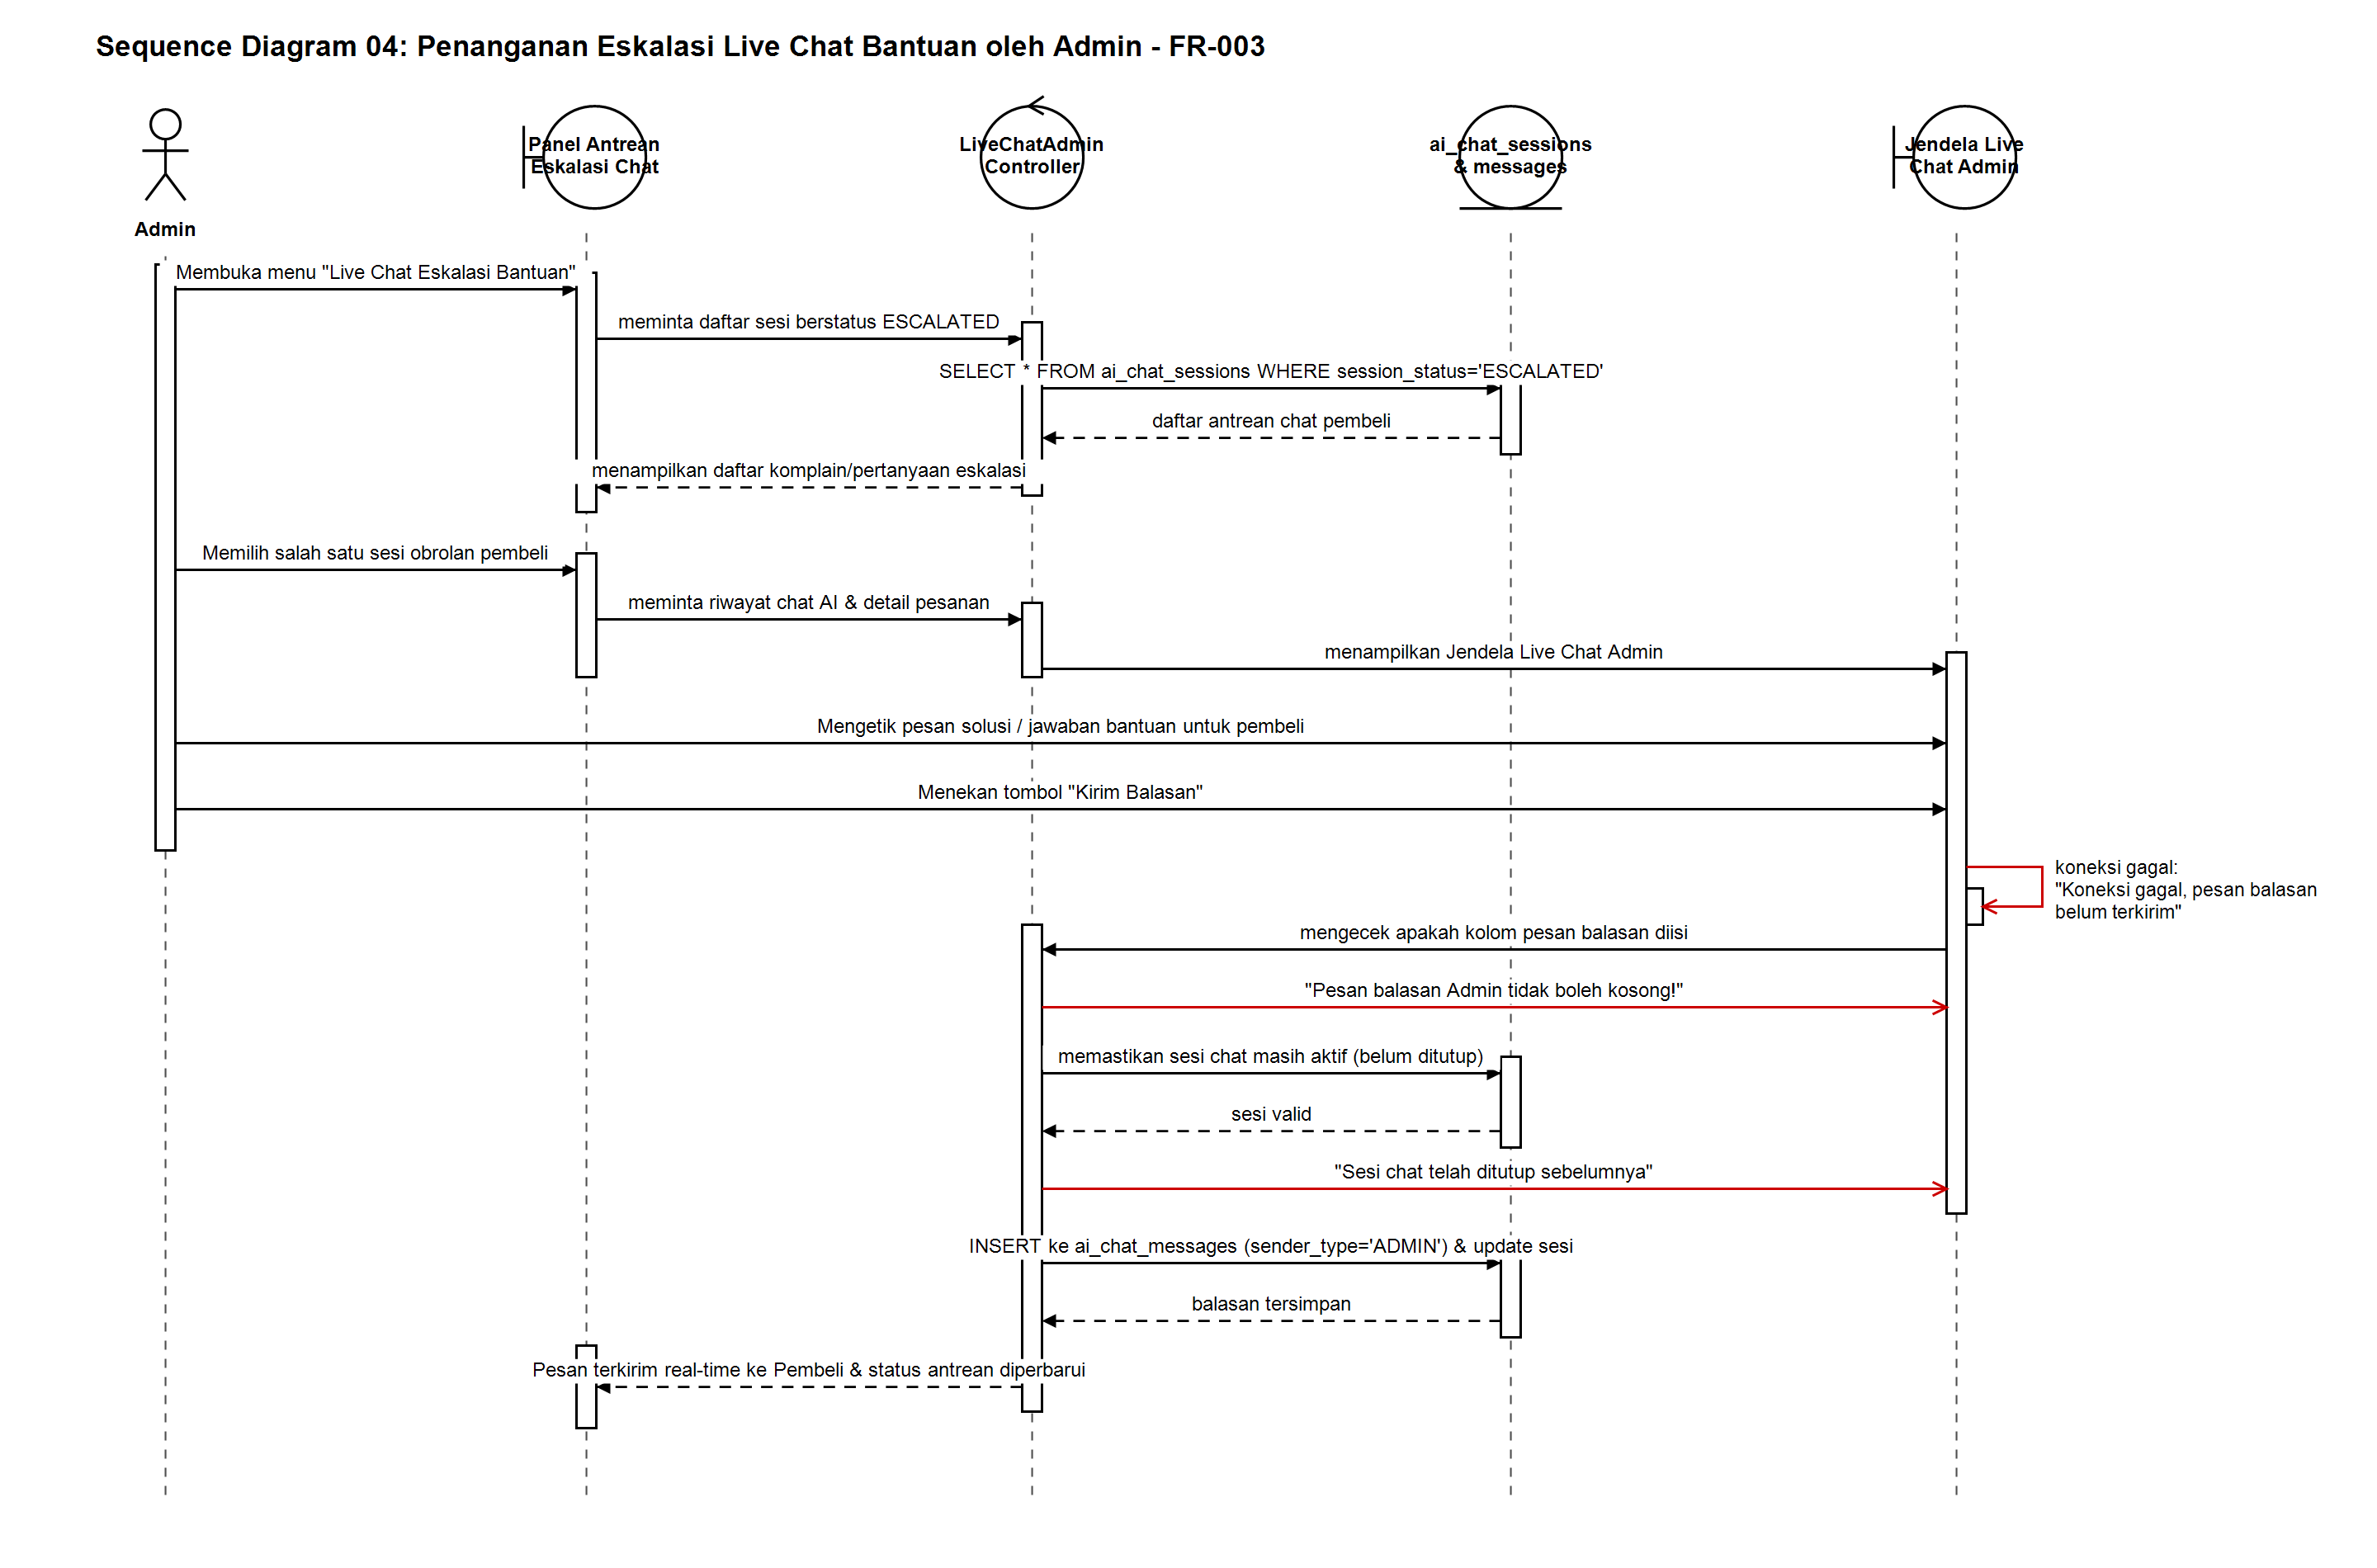 Sequence Diagram 04: Penanganan Eskalasi Live Chat Bantuan oleh Admin - FR-003
Admin
Panel Antrean
Eskalasi Chat
LiveChatAdmin
Controller
ai_chat_sessions
& messages
Jendela Live
Chat Admin
Membuka menu "Live Chat Eskalasi Bantuan"
meminta daftar sesi berstatus ESCALATED
SELECT * FROM ai_chat_sessions WHERE session_status='ESCALATED'
daftar antrean chat pembeli
menampilkan daftar komplain/pertanyaan eskalasi
Memilih salah satu sesi obrolan pembeli
meminta riwayat chat AI & detail pesanan
menampilkan Jendela Live Chat Admin
Mengetik pesan solusi / jawaban bantuan untuk pembeli
Menekan tombol "Kirim Balasan"
koneksi gagal:
"Koneksi gagal, pesan balasan
belum terkirim"
mengecek apakah kolom pesan balasan diisi
"Pesan balasan Admin tidak boleh kosong!"
memastikan sesi chat masih aktif (belum ditutup)
sesi valid
"Sesi chat telah ditutup sebelumnya"
INSERT ke ai_chat_messages (sender_type='ADMIN') & update sesi
balasan tersimpan
Pesan terkirim real-time ke Pembeli & status antrean diperbarui